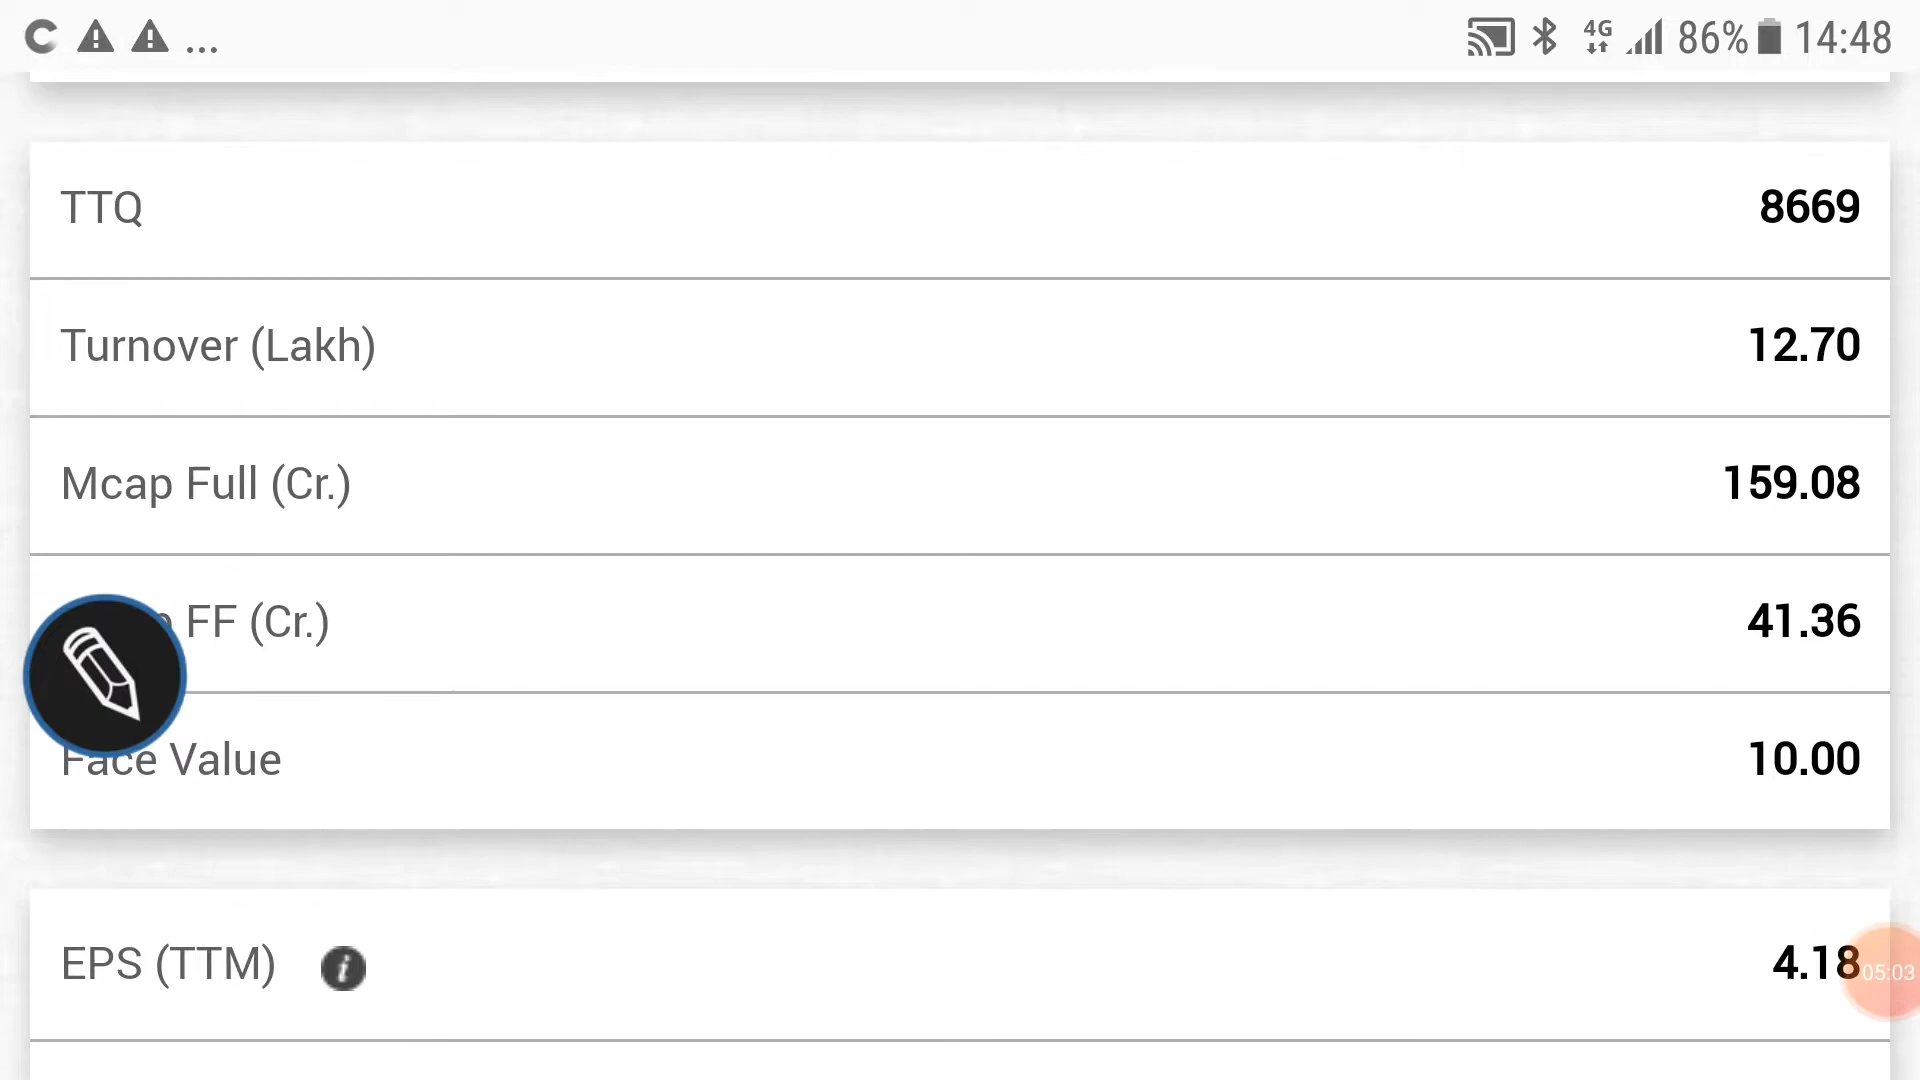 ... 4G 86% 14:48
TTQ 8669
Turnover (Lakh) 12.70
Mcap Full (Cr.) 159.08
FF (Cr.) 41.36
Face Value 10.00
EPS (TTM) i 4.18
05:03